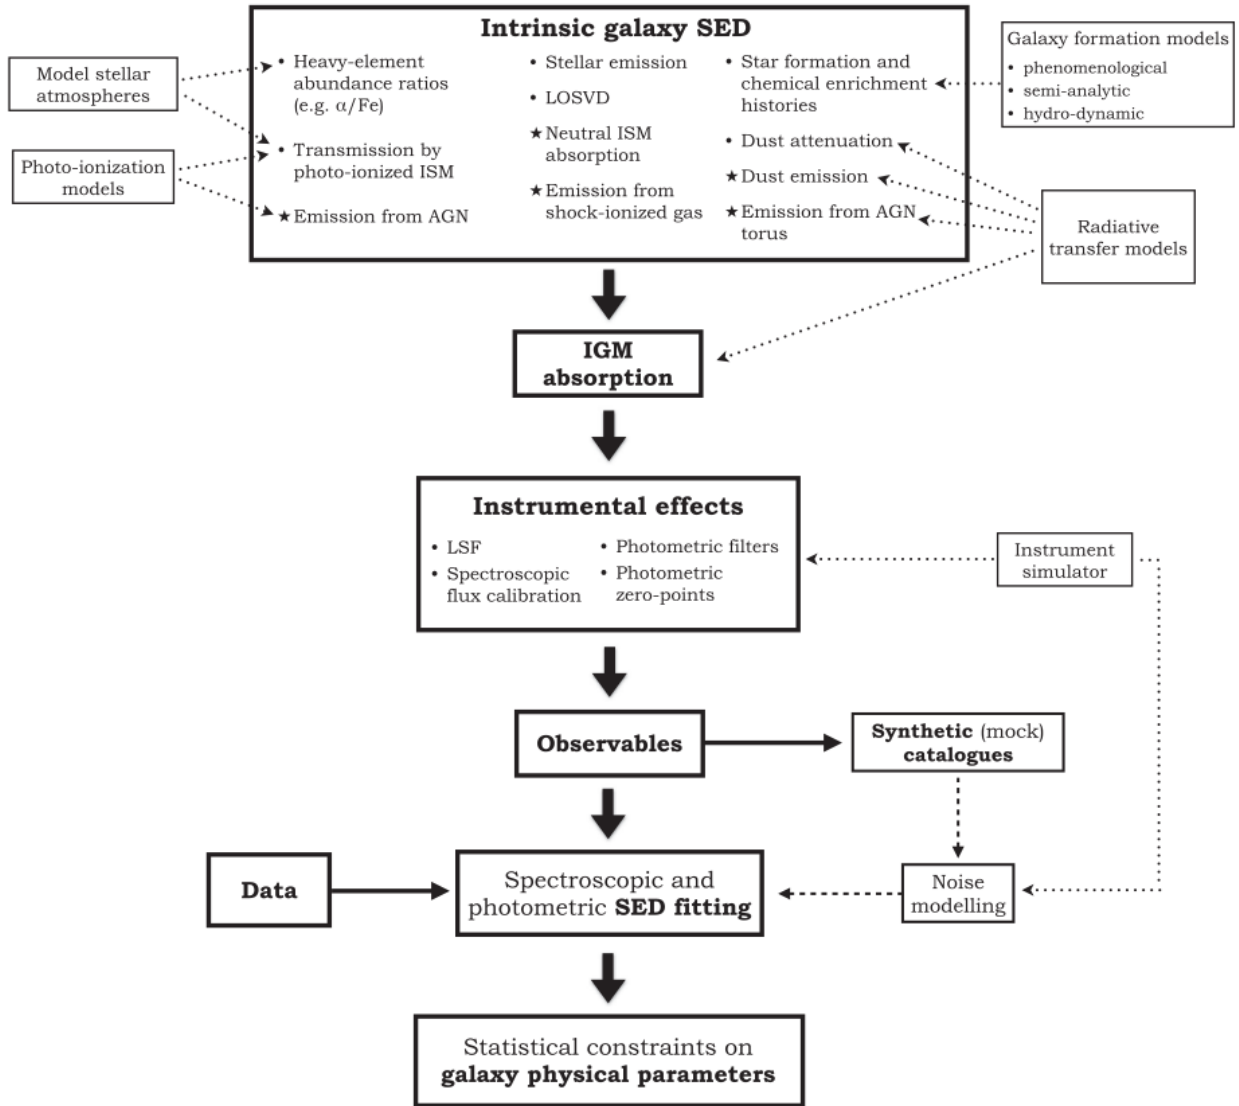 Intrinsic galaxy SED
Model stellar
atmospheres
Photo-ionization
models
• Heavy-element
abundance ratios
(e.g. α/Fe)
• Transmission by
photo-ionized ISM
★ Emission from AGN
• Stellar emission
• LOSVD
★ Neutral ISM
absorption
★ Emission from
shock-ionized gas
• Star formation and
chemical enrichment
histories
• Dust attenuation
★ Dust emission
★ Emission from AGN
torus
Galaxy formation models
• phenomenological
• semi-analytic
• hydro-dynamic
Radiative
transfer models
IGM
absorption
Instrumental effects
• LSF
• Spectroscopic
flux calibration
• Photometric filters
• Photometric
zero-points
Instrument
simulator
Observables
Synthetic (mock)
catalogues
Data
Spectroscopic and
photometric SED fitting
Noise
modelling
Statistical constraints on
galaxy physical parameters